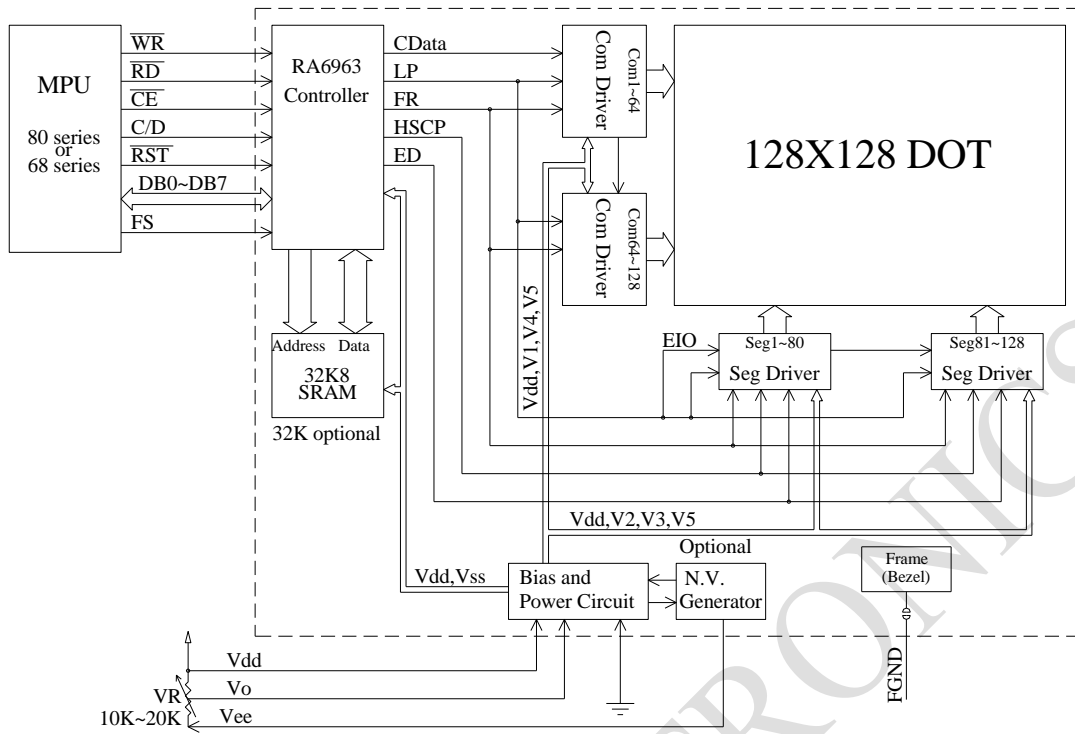 MPU
80 series
or
68 series
WR
RD
CE
C/D
RST
DB0~DB7
FS
RA6963
Controller
CData
LP
FR
HSCP
ED
Com Driver
Com1~64
Com Driver
Com64~128
128X128 DOT
Address Data
32K8
SRAM
32K optional
Vdd,V1,V4,V5
EIO
Seg1~80
Seg Driver
Seg81~128
Seg Driver
Vdd,V2,V3,V5
Optional
Vdd,Vss
Bias and
Power Circuit
N.V.
Generator
Frame
(Bezel)
FGND
Vdd
VR
Vo
10K~20K
Vee
TRONICS